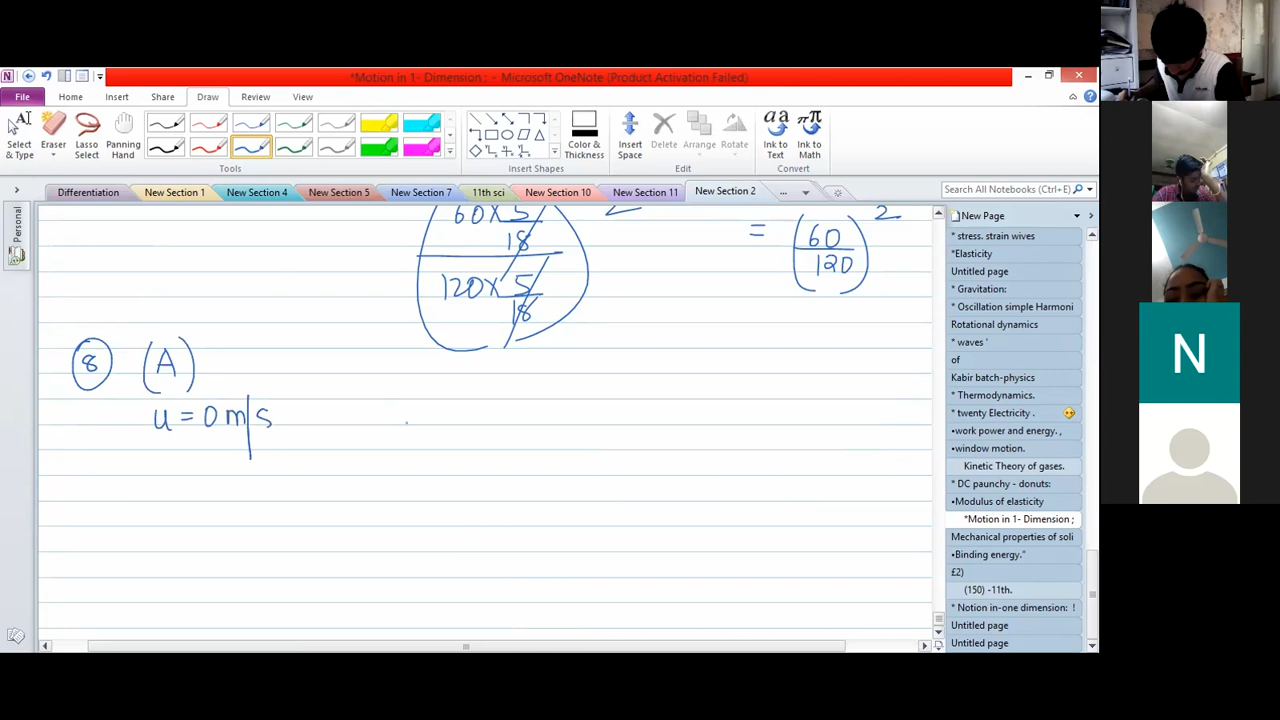 *Motion in 1- Dimension ; - Microsoft OneNote (Product Activation Failed)
File Home Insert Share Draw Review View
Select & Type
Eraser
Lasso Select
Panning Hand
Color & Thickness
Insert Space
Delete
Arrange
Rotate
Ink to Text
Ink to Math
Tools
Insert Shapes
Edit
Convert
Differentiation New Section 1 New Section 4 New Section 5 New Section 7 11th sci New Section 10 New Section 11 New Section 2 ...
Search All Notebooks (Ctrl+E)
Personal
60 × 5/18
120 × 5/18
2
= (60/120)2
8 (A)
u = 0 m/s
New Page
* stress. strain wives
*Elasticity
Untitled page
* Gravitation:
* Oscillation simple Harmoni
Rotational dynamics
* waves '
of
Kabir batch-physics
* Thermodynamics.
* twenty Electricity .
•work power and energy. ,
•window motion.
Kinetic Theory of gases.
* DC paunchy - donuts:
•Modulus of elasticity
*Motion in 1- Dimension ;
Mechanical properties of soli
•Binding energy."
£2)
(150) -11th.
* Notion in-one dimension: !
Untitled page
Untitled page
N